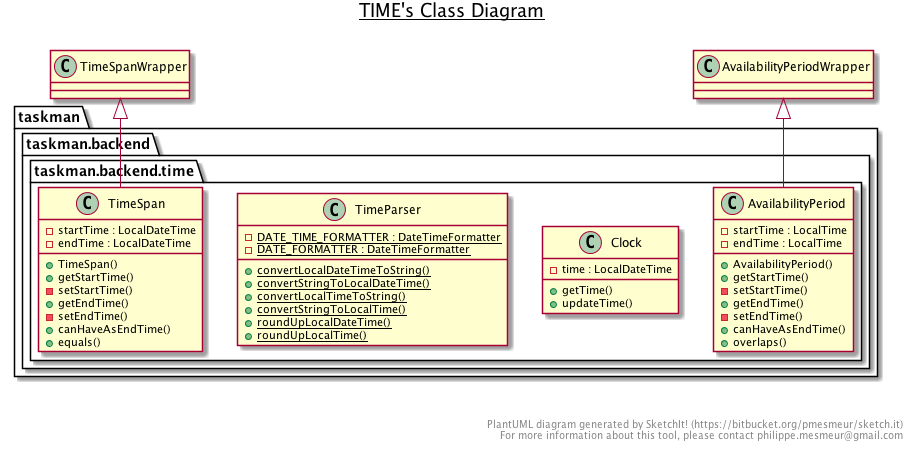 TIME's Class Diagram
C TimeSpanWrapper
C AvailabilityPeriodWrapper
taskman
taskman.backend
taskman.backend.time
C TimeSpan
startTime : LocalDateTime
endTime : LocalDateTime
TimeSpan()
getStartTime()
setStartTime()
getEndTime()
setEndTime()
canHaveAsEndTime()
equals()
C TimeParser
DATE_TIME_FORMATTER : DateTimeFormatter
DATE_FORMATTER : DateTimeFormatter
convertLocalDateTimeToString()
convertStringToLocalDateTime()
convertLocalTimeToString()
convertStringToLocalTime()
roundUpLocalDateTime()
roundUpLocalTime()
C Clock
time : LocalDateTime
getTime()
updateTime()
C AvailabilityPeriod
startTime : LocalTime
endTime : LocalTime
AvailabilityPeriod()
getStartTime()
setStartTime()
getEndTime()
setEndTime()
canHaveAsEndTime()
overlaps()
PlantUML diagram generated by SketchIt! (https://bitbucket.org/pmesmeur/sketch.it)
For more information about this tool, please contact philippe.mesmeur@gmail.com